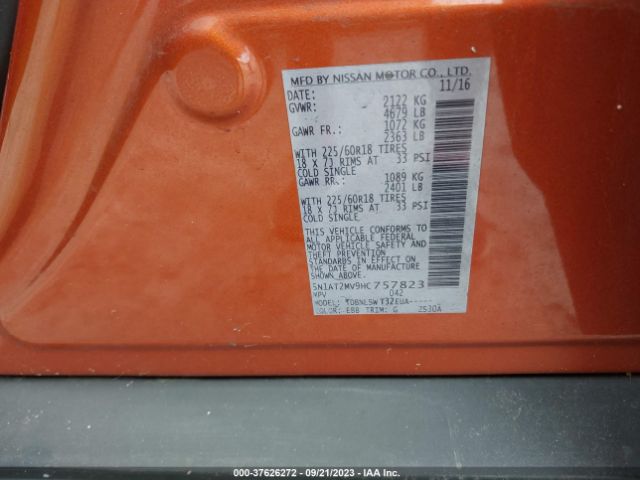 MFD BY NISSAN MOTOR CO., LTD.
DATE: 11/16
GVWR: 2122 KG
4679 LB
GAWR FR.: 1072 KG
2363 LB
WITH 225/60R18 TIRES
18 X 7J RIMS AT 33 PSI
COLD SINGLE
GAWR RR.: 1089 KG
2401 LB
WITH 225/60R18 TIRES
18 X 7J RIMS AT 33 PSI
COLD SINGLE
THIS VEHICLE CONFORMS TO
ALL APPLICABLE FEDERAL
MOTOR VEHICLE SAFETY AND
THEFT PREVENTION
STANDARDS IN EFFECT ON
THE DATE OF MANUFACTURE
SHOWN ABOVE.
5N1AT2MV9HC757823
MPV 042
MODEL: TDBNLSWT32EUA-----
COLOR: EBB TRIM: G 2530A
000-37626272 - 09/21/2023 - IAA Inc.